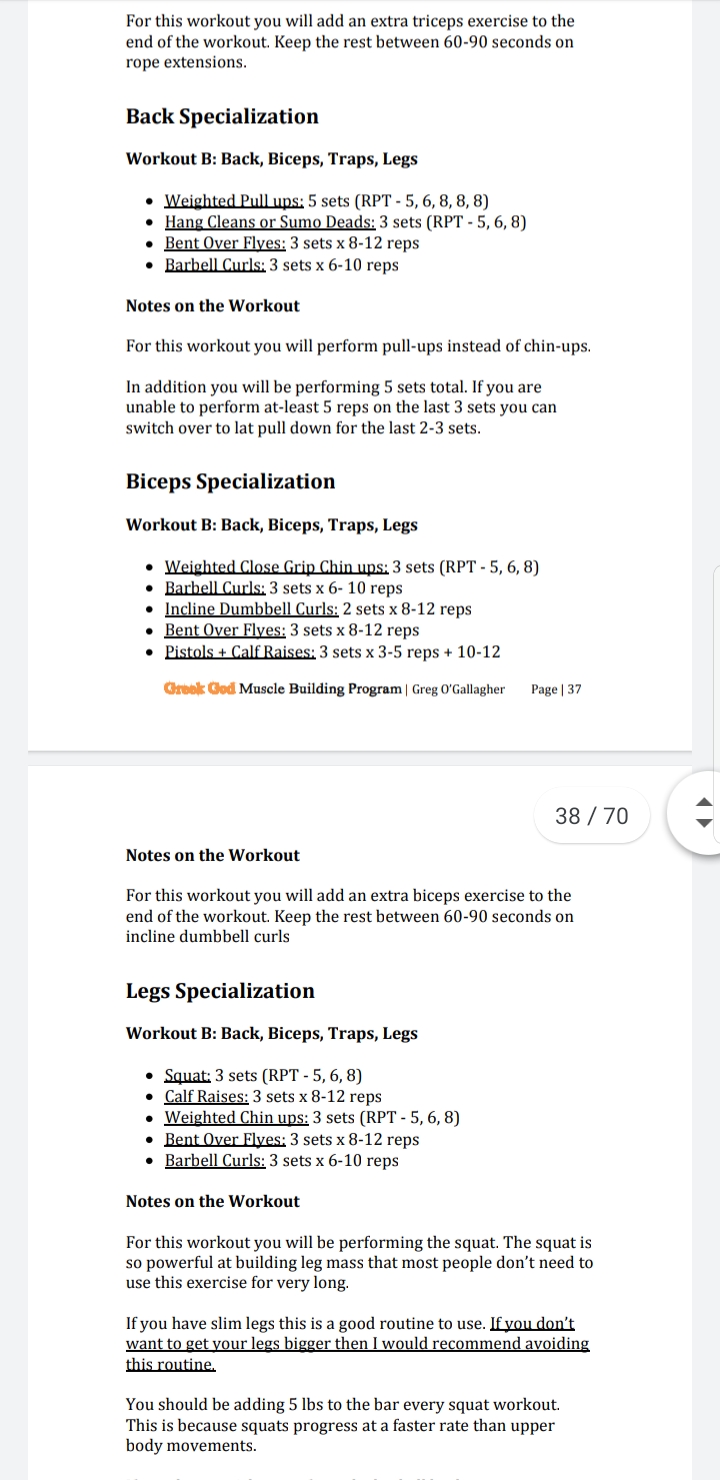 For this workout you will add an extra triceps exercise to the
end of the workout. Keep the rest between 60-90 seconds on
rope extensions.
Back Specialization
Workout B: Back, Biceps, Traps, Legs
• Weighted Pull ups: 5 sets (RPT - 5, 6, 8, 8, 8)
• Hang Cleans or Sumo Deads: 3 sets (RPT - 5, 6, 8)
• Bent Over Flyes: 3 sets x 8-12 reps
• Barbell Curls: 3 sets x 6-10 reps
Notes on the Workout
For this workout you will perform pull-ups instead of chin-ups.
In addition you will be performing 5 sets total. If you are
unable to perform at-least 5 reps on the last 3 sets you can
switch over to lat pull down for the last 2-3 sets.
Biceps Specialization
Workout B: Back, Biceps, Traps, Legs
• Weighted Close Grip Chin ups: 3 sets (RPT - 5, 6, 8)
• Barbell Curls: 3 sets x 6- 10 reps
• Incline Dumbbell Curls: 2 sets x 8-12 reps
• Bent Over Flyes: 3 sets x 8-12 reps
• Pistols + Calf Raises: 3 sets x 3-5 reps + 10-12
Greek God Muscle Building Program | Greg O'Gallagher Page | 37
38 / 70
Notes on the Workout
For this workout you will add an extra biceps exercise to the
end of the workout. Keep the rest between 60-90 seconds on
incline dumbbell curls
Legs Specialization
Workout B: Back, Biceps, Traps, Legs
• Squat: 3 sets (RPT - 5, 6, 8)
• Calf Raises: 3 sets x 8-12 reps
• Weighted Chin ups: 3 sets (RPT - 5, 6, 8)
• Bent Over Flyes: 3 sets x 8-12 reps
• Barbell Curls: 3 sets x 6-10 reps
Notes on the Workout
For this workout you will be performing the squat. The squat is
so powerful at building leg mass that most people don't need to
use this exercise for very long.
If you have slim legs this is a good routine to use. If you don't
want to get your legs bigger then I would recommend avoiding
this routine.
You should be adding 5 lbs to the bar every squat workout.
This is because squats progress at a faster rate than upper
body movements.